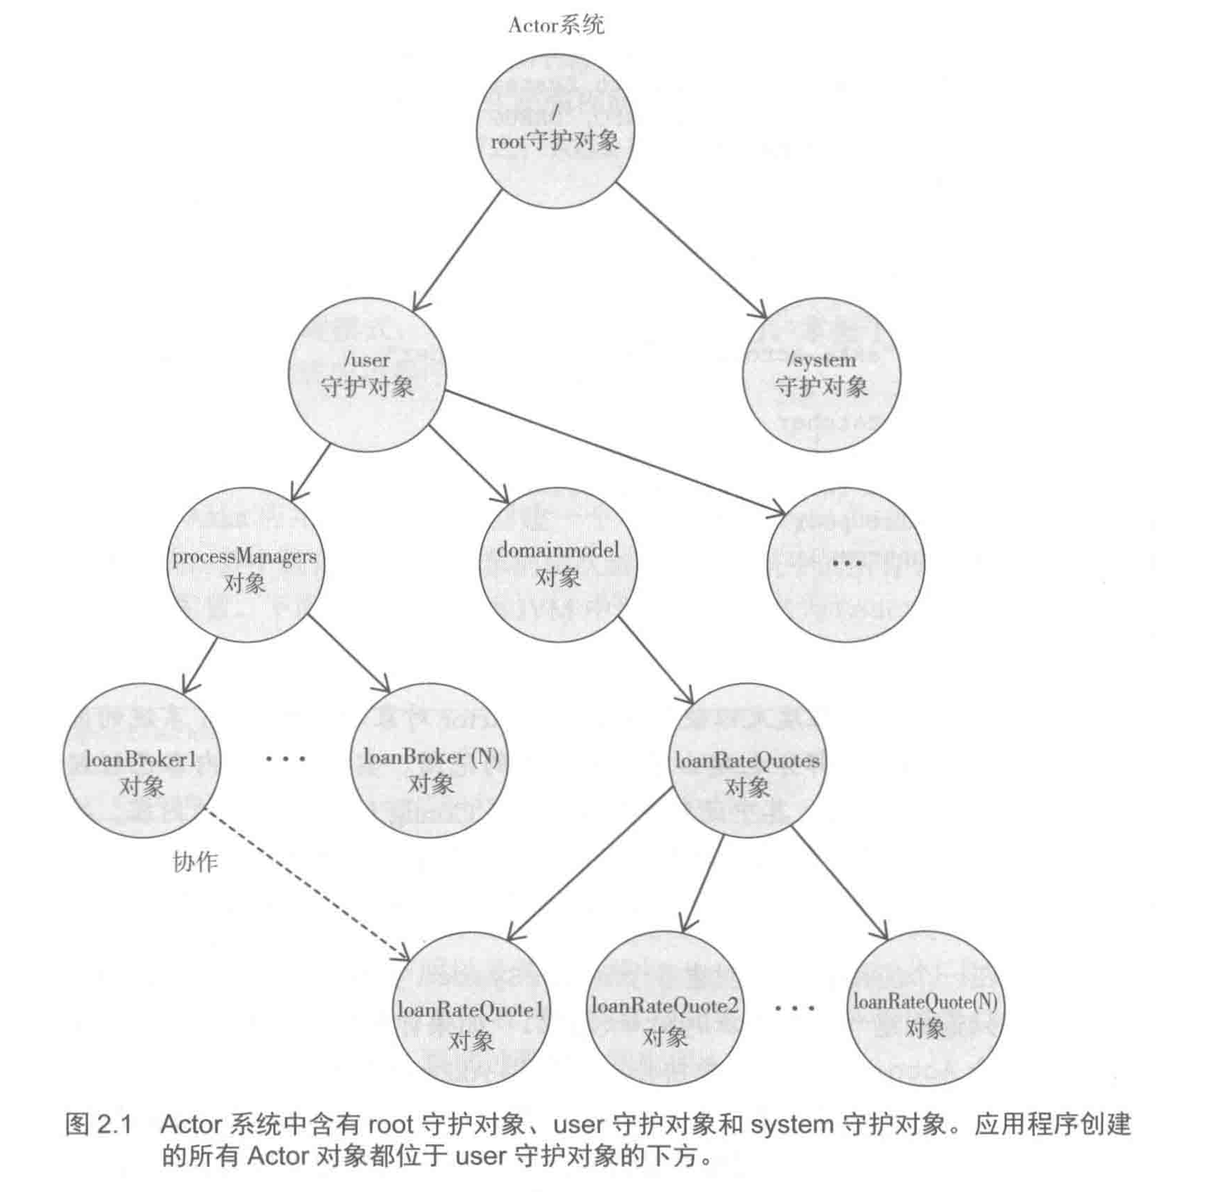 Actor系统
/
root守护对象
/user
守护对象
/system
守护对象
processManagers
对象
domainmodel
对象
...
loanBroker1
对象
...
loanBroker (N)
对象
loanRateQuotes
对象
协作
loanRateQuote1
对象
loanRateQuote2
对象
...
loanRateQuote(N)
对象
图 2.1 Actor 系统中含有 root 守护对象、user 守护对象和 system 守护对象。应用程序创建
的所有 Actor 对象都位于 user 守护对象的下方。